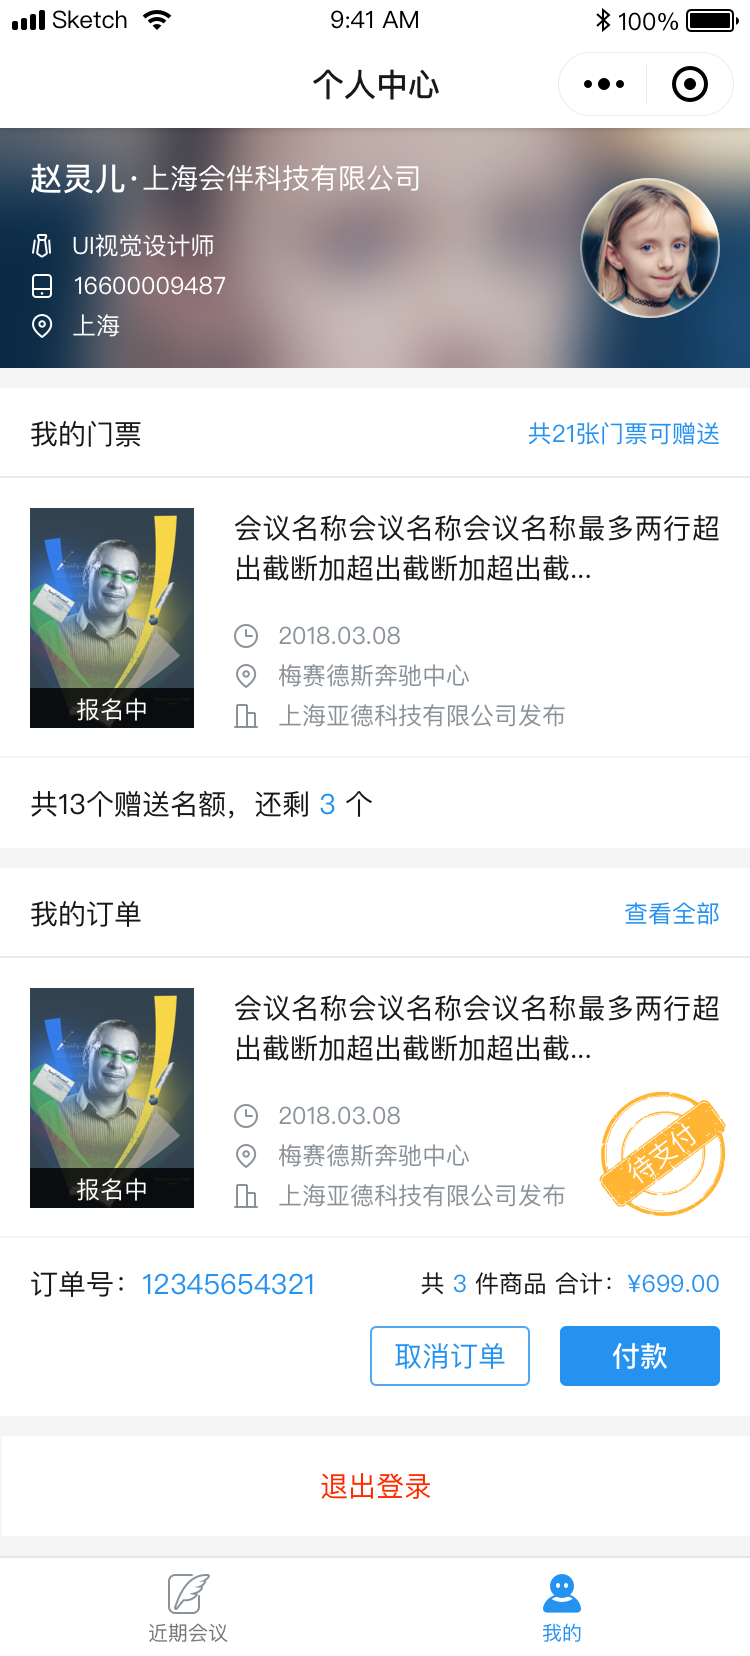 Sketch 9:41 AM 100%
个人中心
赵灵儿·上海会伴科技有限公司
UI视觉设计师
16600009487
上海
我的门票 共21张门票可赠送
会议名称会议名称会议名称最多两行超
出截断加超出截断加超出截...
2018.03.08
梅赛德斯奔驰中心
上海亚德科技有限公司发布
报名中
共13个赠送名额，还剩 3 个
我的订单 查看全部
会议名称会议名称会议名称最多两行超
出截断加超出截断加超出截...
2018.03.08
梅赛德斯奔驰中心
上海亚德科技有限公司发布
报名中
待支付
订单号：12345654321 共 3 件商品 合计：¥699.00
取消订单 付款
退出登录
近期会议 我的